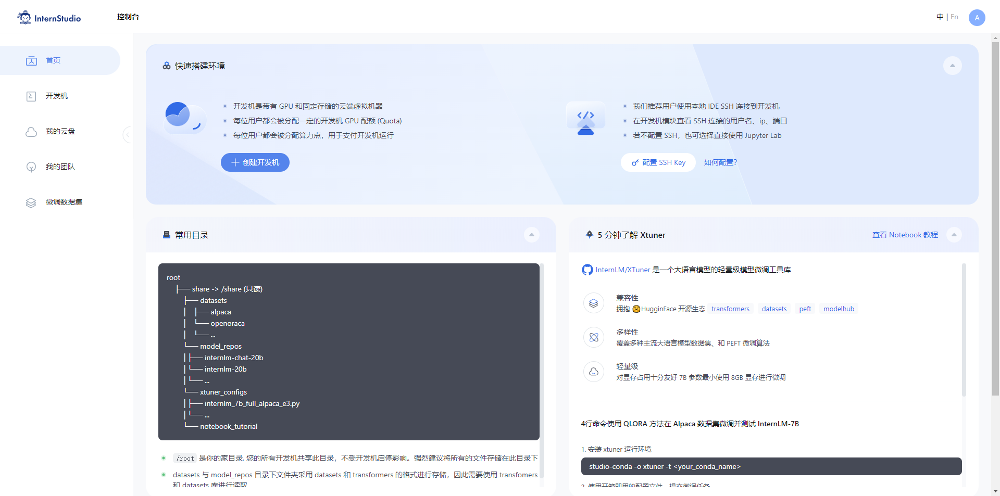 InternStudio
控制台
中 | En
A
首页
开发机
我的云盘
我的团队
微调数据集
快速搭建环境
开发机是带有 GPU 和固定存储的云端虚拟机器
每位用户都会被分配一定的开发机 GPU 配额 (Quota)
每位用户都会被分配算力点，用于支付开发机运行
创建开发机
我们推荐用户使用本地 IDE SSH 连接到开发机
在开发机模块查看 SSH 连接的用户名、ip、端口
若不配置 SSH，也可选择直接使用 Jupyter Lab
配置 SSH Key
如何配置?
常用目录
root
├── share -> /share (只读)
├── datasets
│ ├── alpaca
│ └── openoraca
│ └── ...
└── model_repos
│├── internlm-chat-20b
│└── internlm-20b
│└── ...
└── xtuner_configs
│├── internlm_7b_full_alpaca_e3.py
│└── ...
└── notebook_tutorial
/root 是你的家目录, 您的所有开发机共享此目录，不受开发机启停影响。强烈建议将所有的文件存储在此目录下
datasets 与 model_repos 目录下文件夹采用 datasets 和 transformers 的格式进行存储，因此需要使用 transfomers
和 datasets 库进行读取
5 分钟了解 Xtuner
查看 Notebook 教程
InternLM/XTuner 是一个大语言模型的轻量级模型微调工具库
兼容性
拥抱 🤗HugginFace 开源生态 transformers datasets peft modelhub
多样性
覆盖多种主流大语言模型数据集、和 PEFT 微调算法
轻量级
对显存占用十分友好 7B 参数最小使用 8GB 显存进行微调
4行命令使用 QLORA 方法在 Alpaca 数据集微调并测试 InternLM-7B
1. 安装 xtuner 运行环境
studio-conda -o xtuner -t <your_conda_name>
2. 使用开箱即用的配置文件，提交微调任务